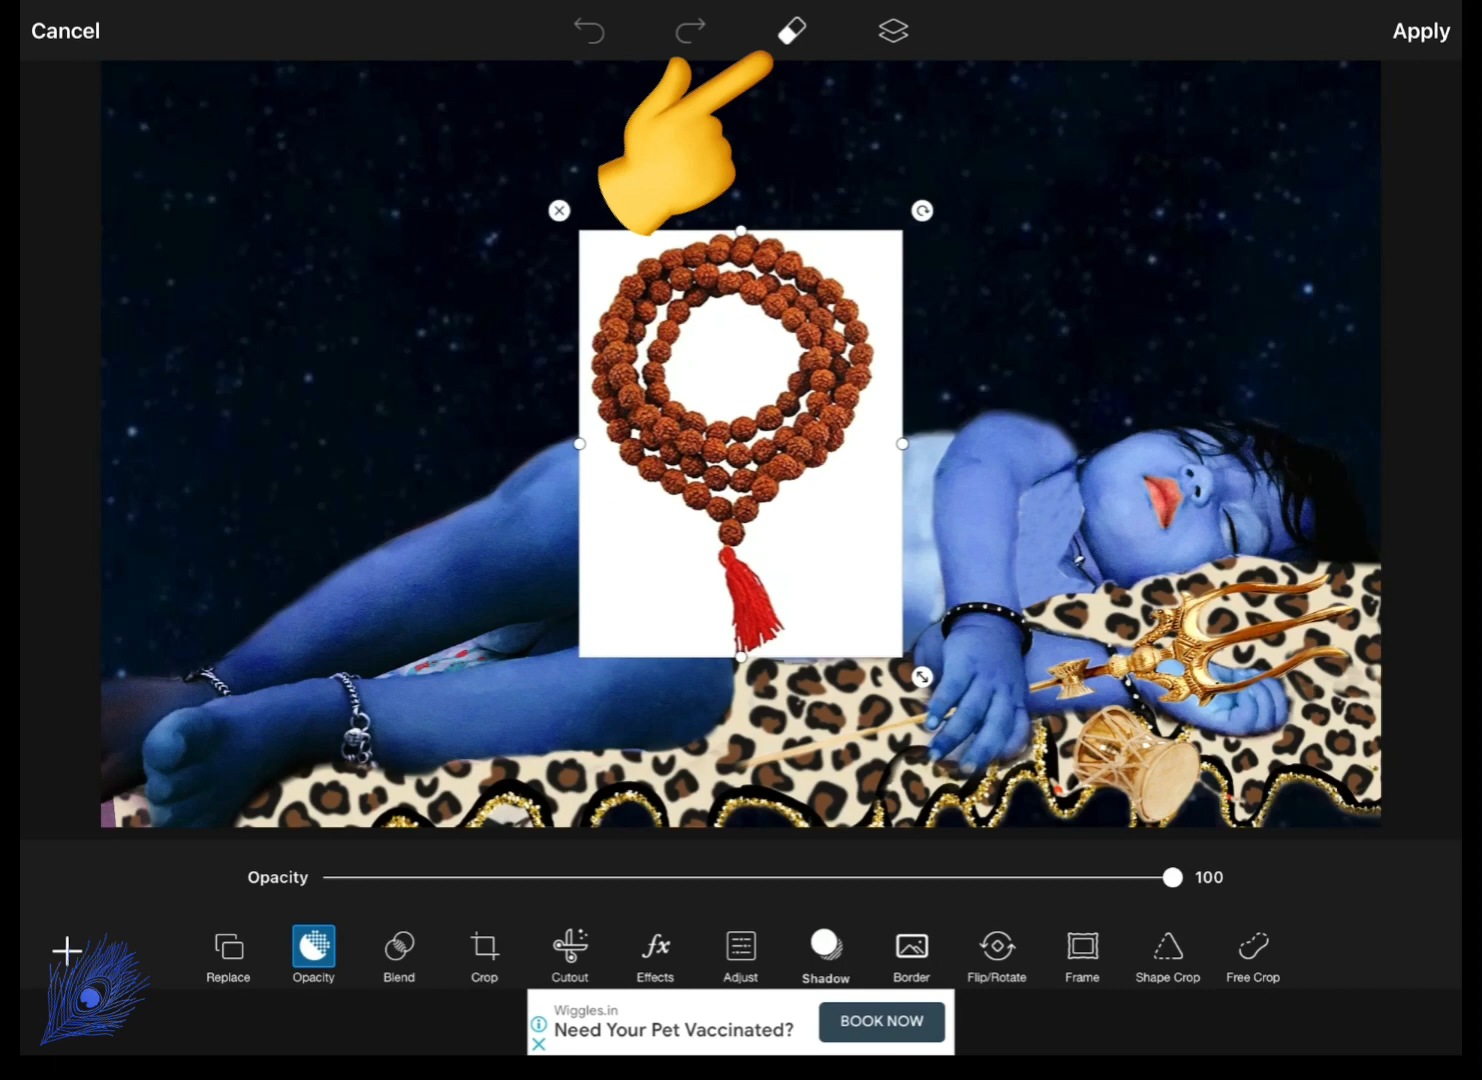 Cancel
Apply
Opacity 100
Replace
Opacity
Blend
Crop
Cutout
fx
Effects
Adjust
Shadow
Border
Flip/Rotate
Frame
Shape Crop
Free Crop
Wiggles.in
Need Your Pet Vaccinated?
BOOK NOW